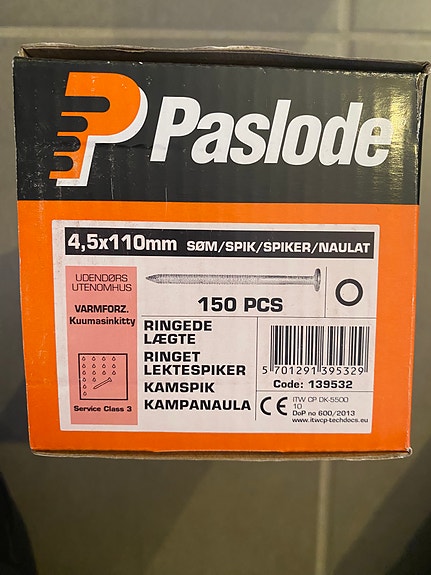 Paslode
4,5x110mm SØM/SPIK/SPIKER/NAULAT
UDENDØRS
UTENOMHUS
VARMFORZ.
Kuumasinkitty
Service Class 3
150 PCS
RINGEDE
LÆGTE
RINGET
LEKTESPIKER
KAMSPIK
KAMPANAULA
5 701291 395329
Code: 139532
CE
ITW CP DK-5500
10
DoP no 600/2013
www.itwcp-techdocs.eu